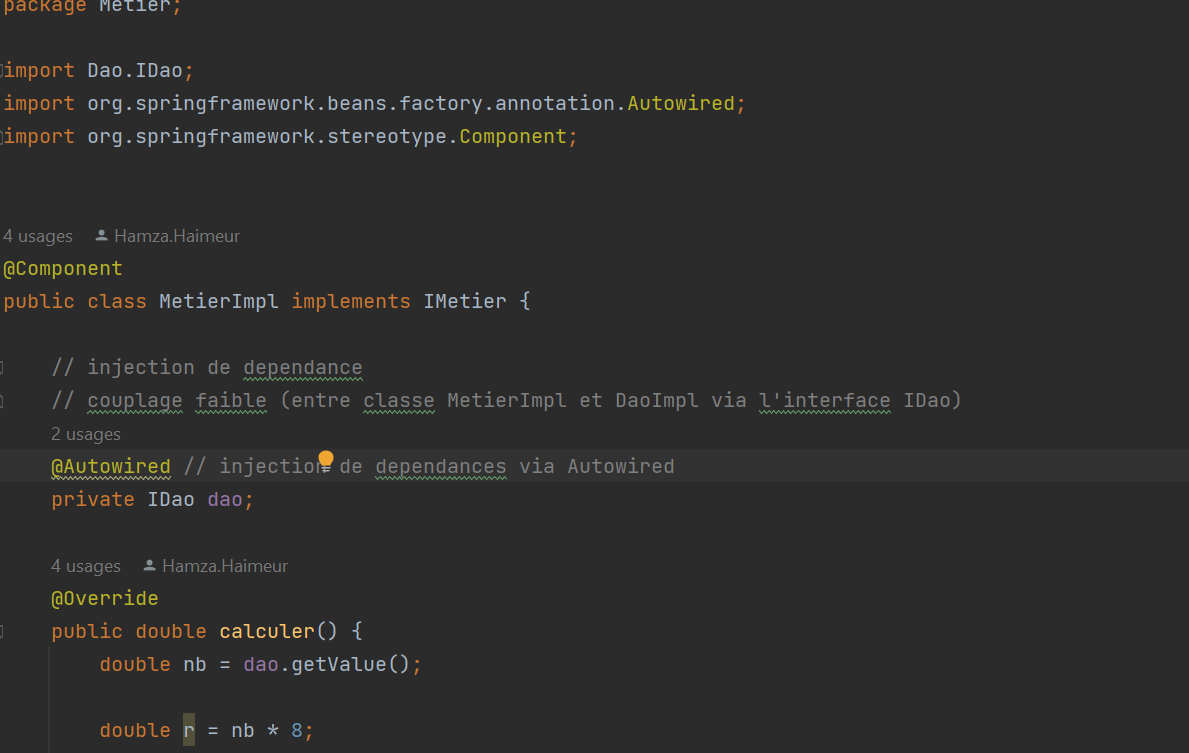 package Metier;
import Dao.IDao;
import org.springframework.beans.factory.annotation.Autowired;
import org.springframework.stereotype.Component;
4 usages Hamza.Haimeur
@Component
public class MetierImpl implements IMetier {
// injection de dependance
// couplage faible (entre classe MetierImpl et DaoImpl via l'interface IDao)
2 usages
@Autowired // injection de dependances via Autowired
private IDao dao;
4 usages Hamza.Haimeur
@Override
public double calculer() {
double nb = dao.getValue();
double r = nb * 8;